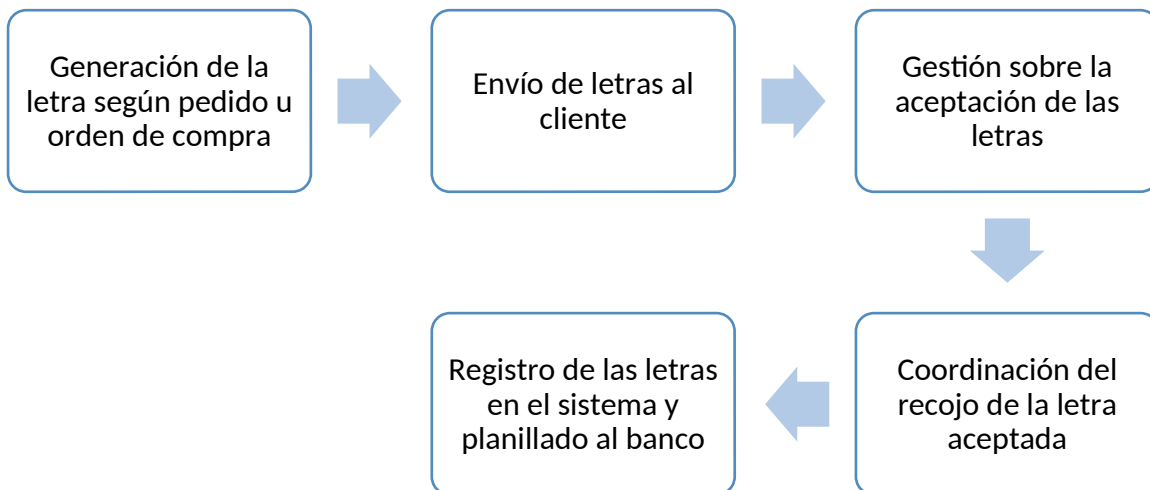 Generación de la
letra según pedido u
orden de compra
Envío de letras al
cliente
Gestión sobre la
aceptación de las
letras
Coordinación del
recojo de la letra
aceptada
Registro de las letras
en el sistema y
planillado al banco